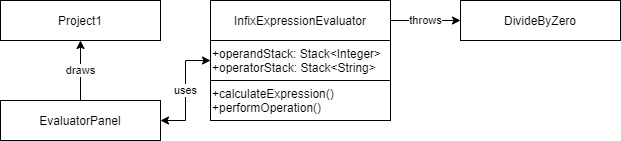 Project1
InfixExpressionEvaluator
throws
DivideByZero
+operandStack: Stack<Integer>
+operatorStack: Stack<String>
draws
uses
+calculateExpression()
+performOperation()
EvaluatorPanel